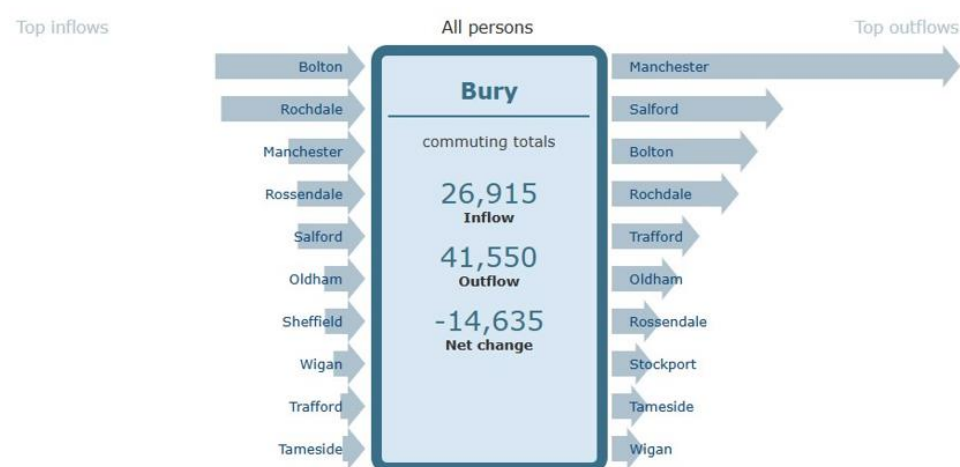 Top inflows
All persons
Top outflows
Bolton
Rochdale
Manchester
Rossendale
Salford
Oldham
Sheffield
Wigan
Trafford
Tameside
Bury
commuting totals
26,915
Inflow
41,550
Outflow
-14,635
Net change
Manchester
Salford
Bolton
Rochdale
Trafford
Oldham
Rossendale
Stockport
Tameside
Wigan